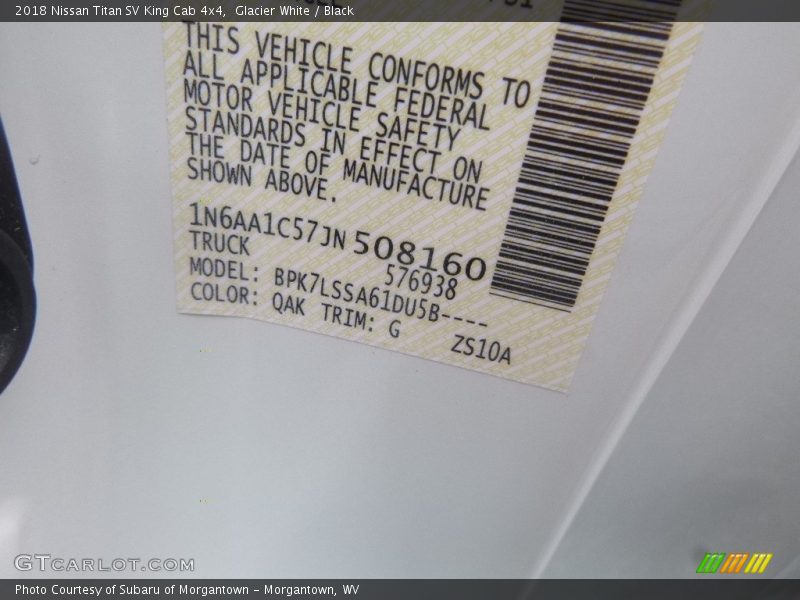 2018 Nissan Titan SV King Cab 4x4, Glacier White / Black
THIS VEHICLE CONFORMS TO
ALL APPLICABLE FEDERAL
MOTOR VEHICLE SAFETY
STANDARDS IN EFFECT ON
THE DATE OF MANUFACTURE
SHOWN ABOVE.
1N6AA1C57JN508160
TRUCK 576938
MODEL: BPK7LSSA61DU5B----
COLOR: QAK TRIM: G ZS10A
GTCARLOT.COM
Photo Courtesy of Subaru of Morgantown - Morgantown, WV